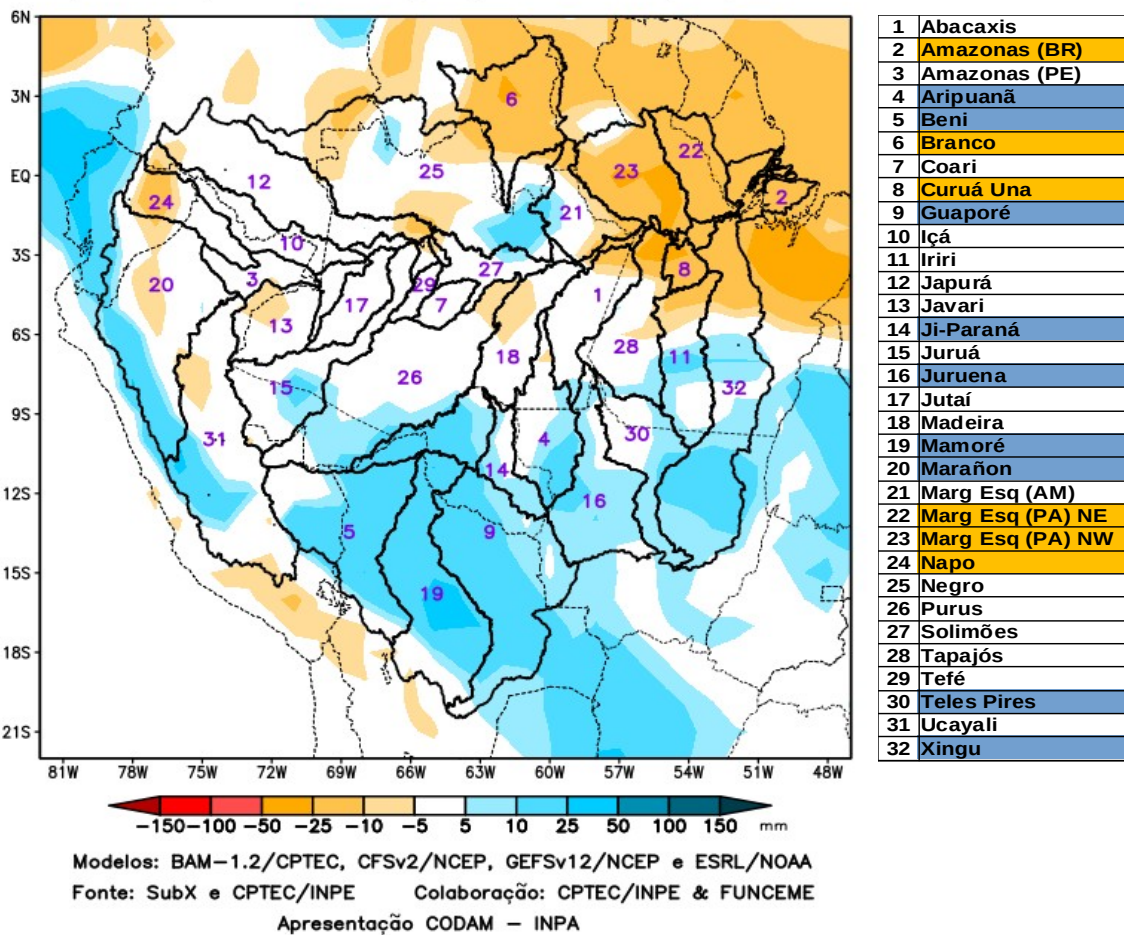 6N
3N
EQ
3S
6S
9S
12S
15S
18S
21S
81W 78W 75W 72W 69W 66W 63W 60W 57W 54W 51W 48W
6
22
23
25
12
2
24
21
10
27
8
3
20
29
1
7
17
13
28
18
11
26
15
32
30
31
4
14
16
5
9
19
-150 -100 -50 -25 -10 -5 5 10 25 50 100 150 mm
Modelos: BAM-1.2/CPTEC, CFSv2/NCEP, GEFSv12/NCEP e ESRL/NOAA
Fonte: SubX e CPTEC/INPE Colaboração: CPTEC/INPE & FUNCEME
Apresentação CODAM - INPA
1 Abacaxis
2 Amazonas (BR)
3 Amazonas (PE)
4 Aripuanã
5 Beni
6 Branco
7 Coari
8 Curuá Una
9 Guaporé
10 Içá
11 Iriri
12 Japurá
13 Javari
14 Ji-Paraná
15 Juruá
16 Juruena
17 Jutaí
18 Madeira
19 Mamoré
20 Marañon
21 Marg Esq (AM)
22 Marg Esq (PA) NE
23 Marg Esq (PA) NW
24 Napo
25 Negro
26 Purus
27 Solimões
28 Tapajós
29 Tefé
30 Teles Pires
31 Ucayali
32 Xingu